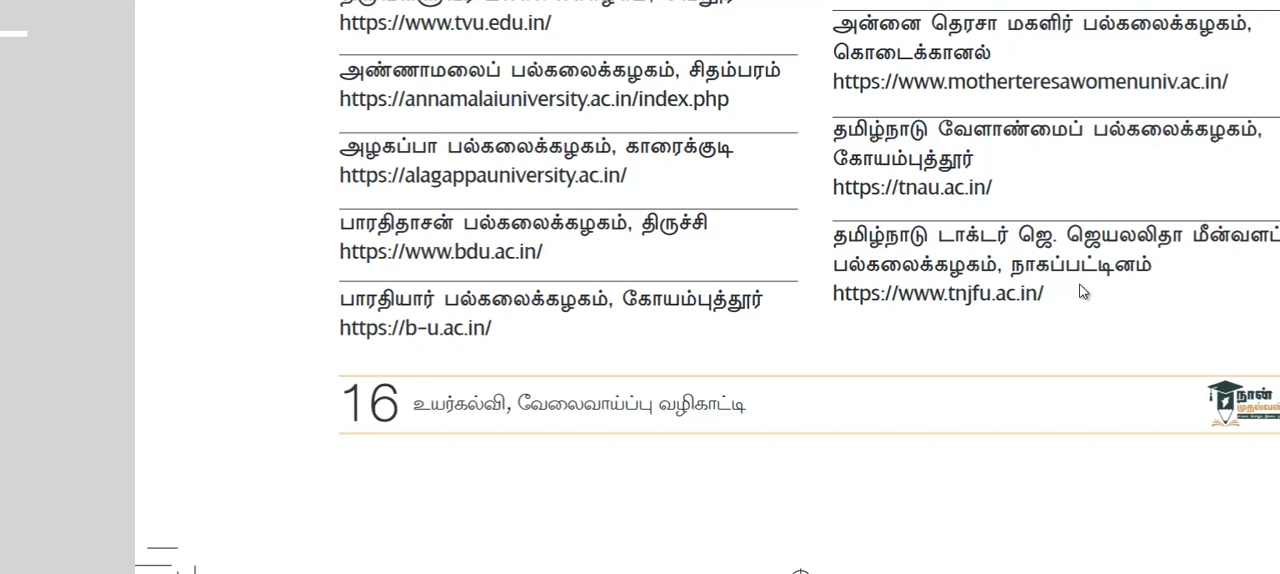 https://www.tvu.edu.in/
அண்ணாமலைப் பல்கலைக்கழகம், சிதம்பரம்
https://annamalaiuniversity.ac.in/index.php
அழகப்பா பல்கலைக்கழகம், காரைக்குடி
https://alagappauniversity.ac.in/
பாரதிதாசன் பல்கலைக்கழகம், திருச்சி
https://www.bdu.ac.in/
பாரதியார் பல்கலைக்கழகம், கோயம்புத்தூர்
https://b-u.ac.in/
அன்னை தெரசா மகளிர் பல்கலைக்கழகம்,
கொடைக்கானல்
https://www.motherteresawomenuniv.ac.in/
தமிழ்நாடு வேளாண்மைப் பல்கலைக்கழகம்,
கோயம்புத்தூர்
https://tnau.ac.in/
தமிழ்நாடு டாக்டர் ஜெ. ஜெயலலிதா மீன்வளப்
பல்கலைக்கழகம், நாகப்பட்டினம்
https://www.tnjfu.ac.in/
16 உயர்கல்வி, வேலைவாய்ப்பு வழிகாட்டி
நான்
முதல்வன்